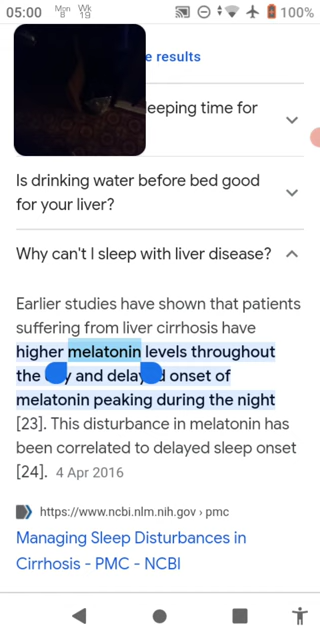 05:00 Mon 8 Wk 19 100%
e results
eeping time for
Is drinking water before bed good
for your liver?
Why can't I sleep with liver disease?
Earlier studies have shown that patients
suffering from liver cirrhosis have
higher melatonin levels throughout
the and delayed onset of
melatonin peaking during the night
[23]. This disturbance in melatonin has
been correlated to delayed sleep onset
[24]. 4 Apr 2016
https://www.ncbi.nlm.nih.gov › pmc
Managing Sleep Disturbances in
Cirrhosis - PMC - NCBI